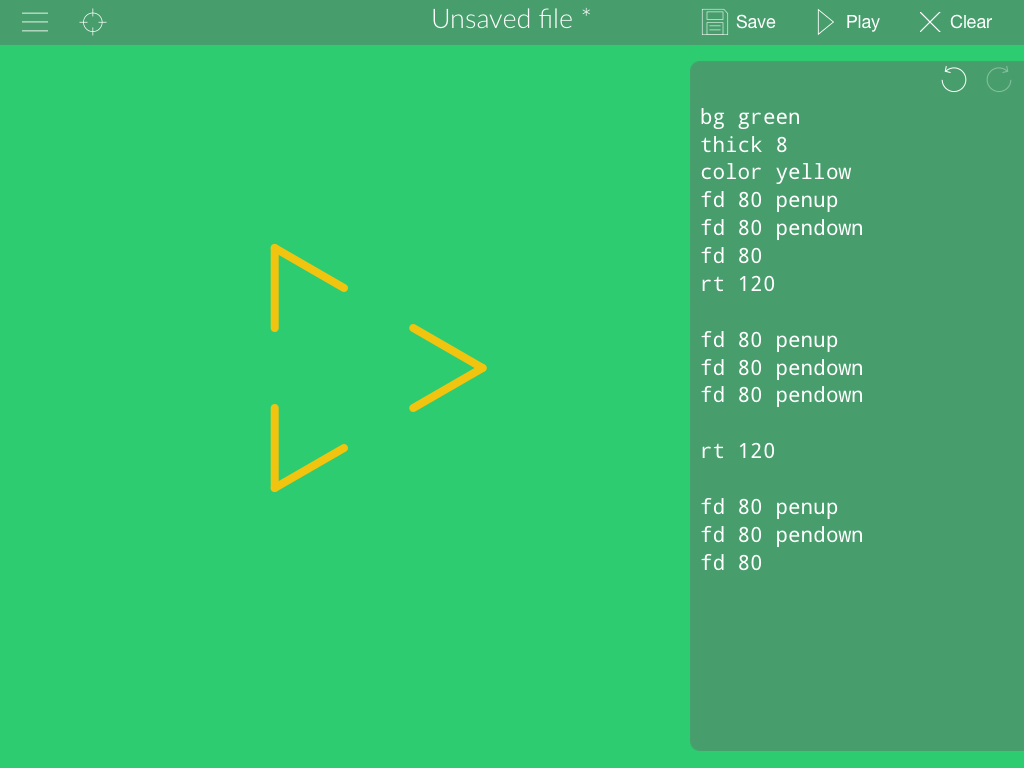 Unsaved file *
Save
Play
Clear
bg green
thick 8
color yellow
fd 80 penup
fd 80 pendown
fd 80
rt 120
fd 80 penup
fd 80 pendown
fd 80 pendown
rt 120
fd 80 penup
fd 80 pendown
fd 80